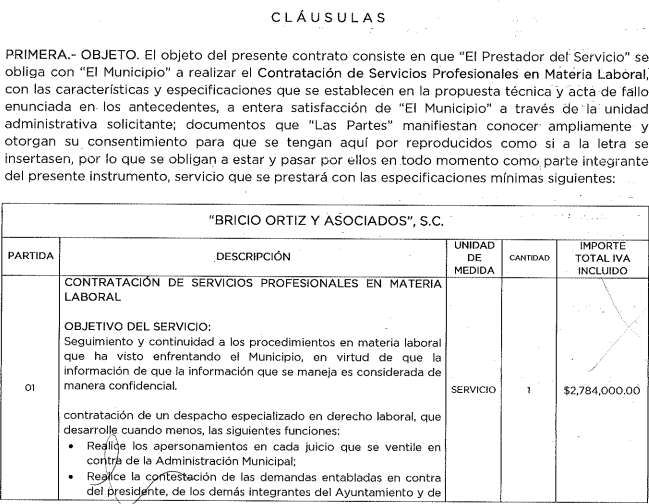 CLÁUSULAS
PRIMERA.- OBJETO. El objeto del presente contrato consiste en que "El Prestador del Servicio" se
obliga con "El Municipio" a realizar el Contratación de Servicios Profesionales en Materia Laboral,
con las características y especificaciones que se establecen en la propuesta técnica y acta de fallo
enunciada en los antecedentes, a entera satisfacción de "El Municipio" a través de la unidad
administrativa solicitante; documentos que "Las Partes" manifiestan conocer ampliamente y
otorgan su consentimiento para que se tengan aquí por reproducidos como si a la letra se
insertasen, por lo que se obligan a estar y pasar por ellos en todo momento como parte integrante
del presente instrumento, servicio que se prestará con las especificaciones mínimas siguientes:
"BRICIO ORTIZ Y ASOCIADOS", S.C.
PARTIDA
DESCRIPCIÓN
UNIDAD
DE
MEDIDA
CANTIDAD
IMPORTE
TOTAL IVA
INCLUIDO
01
CONTRATACIÓN DE SERVICIOS PROFESIONALES EN MATERIA
LABORAL
OBJETIVO DEL SERVICIO:
Seguimiento y continuidad a los procedimientos en materia laboral
que ha visto enfrentando el Municipio, en virtud de que la
información de que la información que se maneja es considerada de
manera confidencial.
contratación de un despacho especializado en derecho laboral, que
desarrolle cuando menos, las siguientes funciones:
• Realice los apersonamientos en cada juicio que se ventile en
contra de la Administración Municipal;
• Realice la contestación de las demandas entabladas en contra
del presidente, de los demás integrantes del Ayuntamiento y de
SERVICIO
1
$2,784,000.00